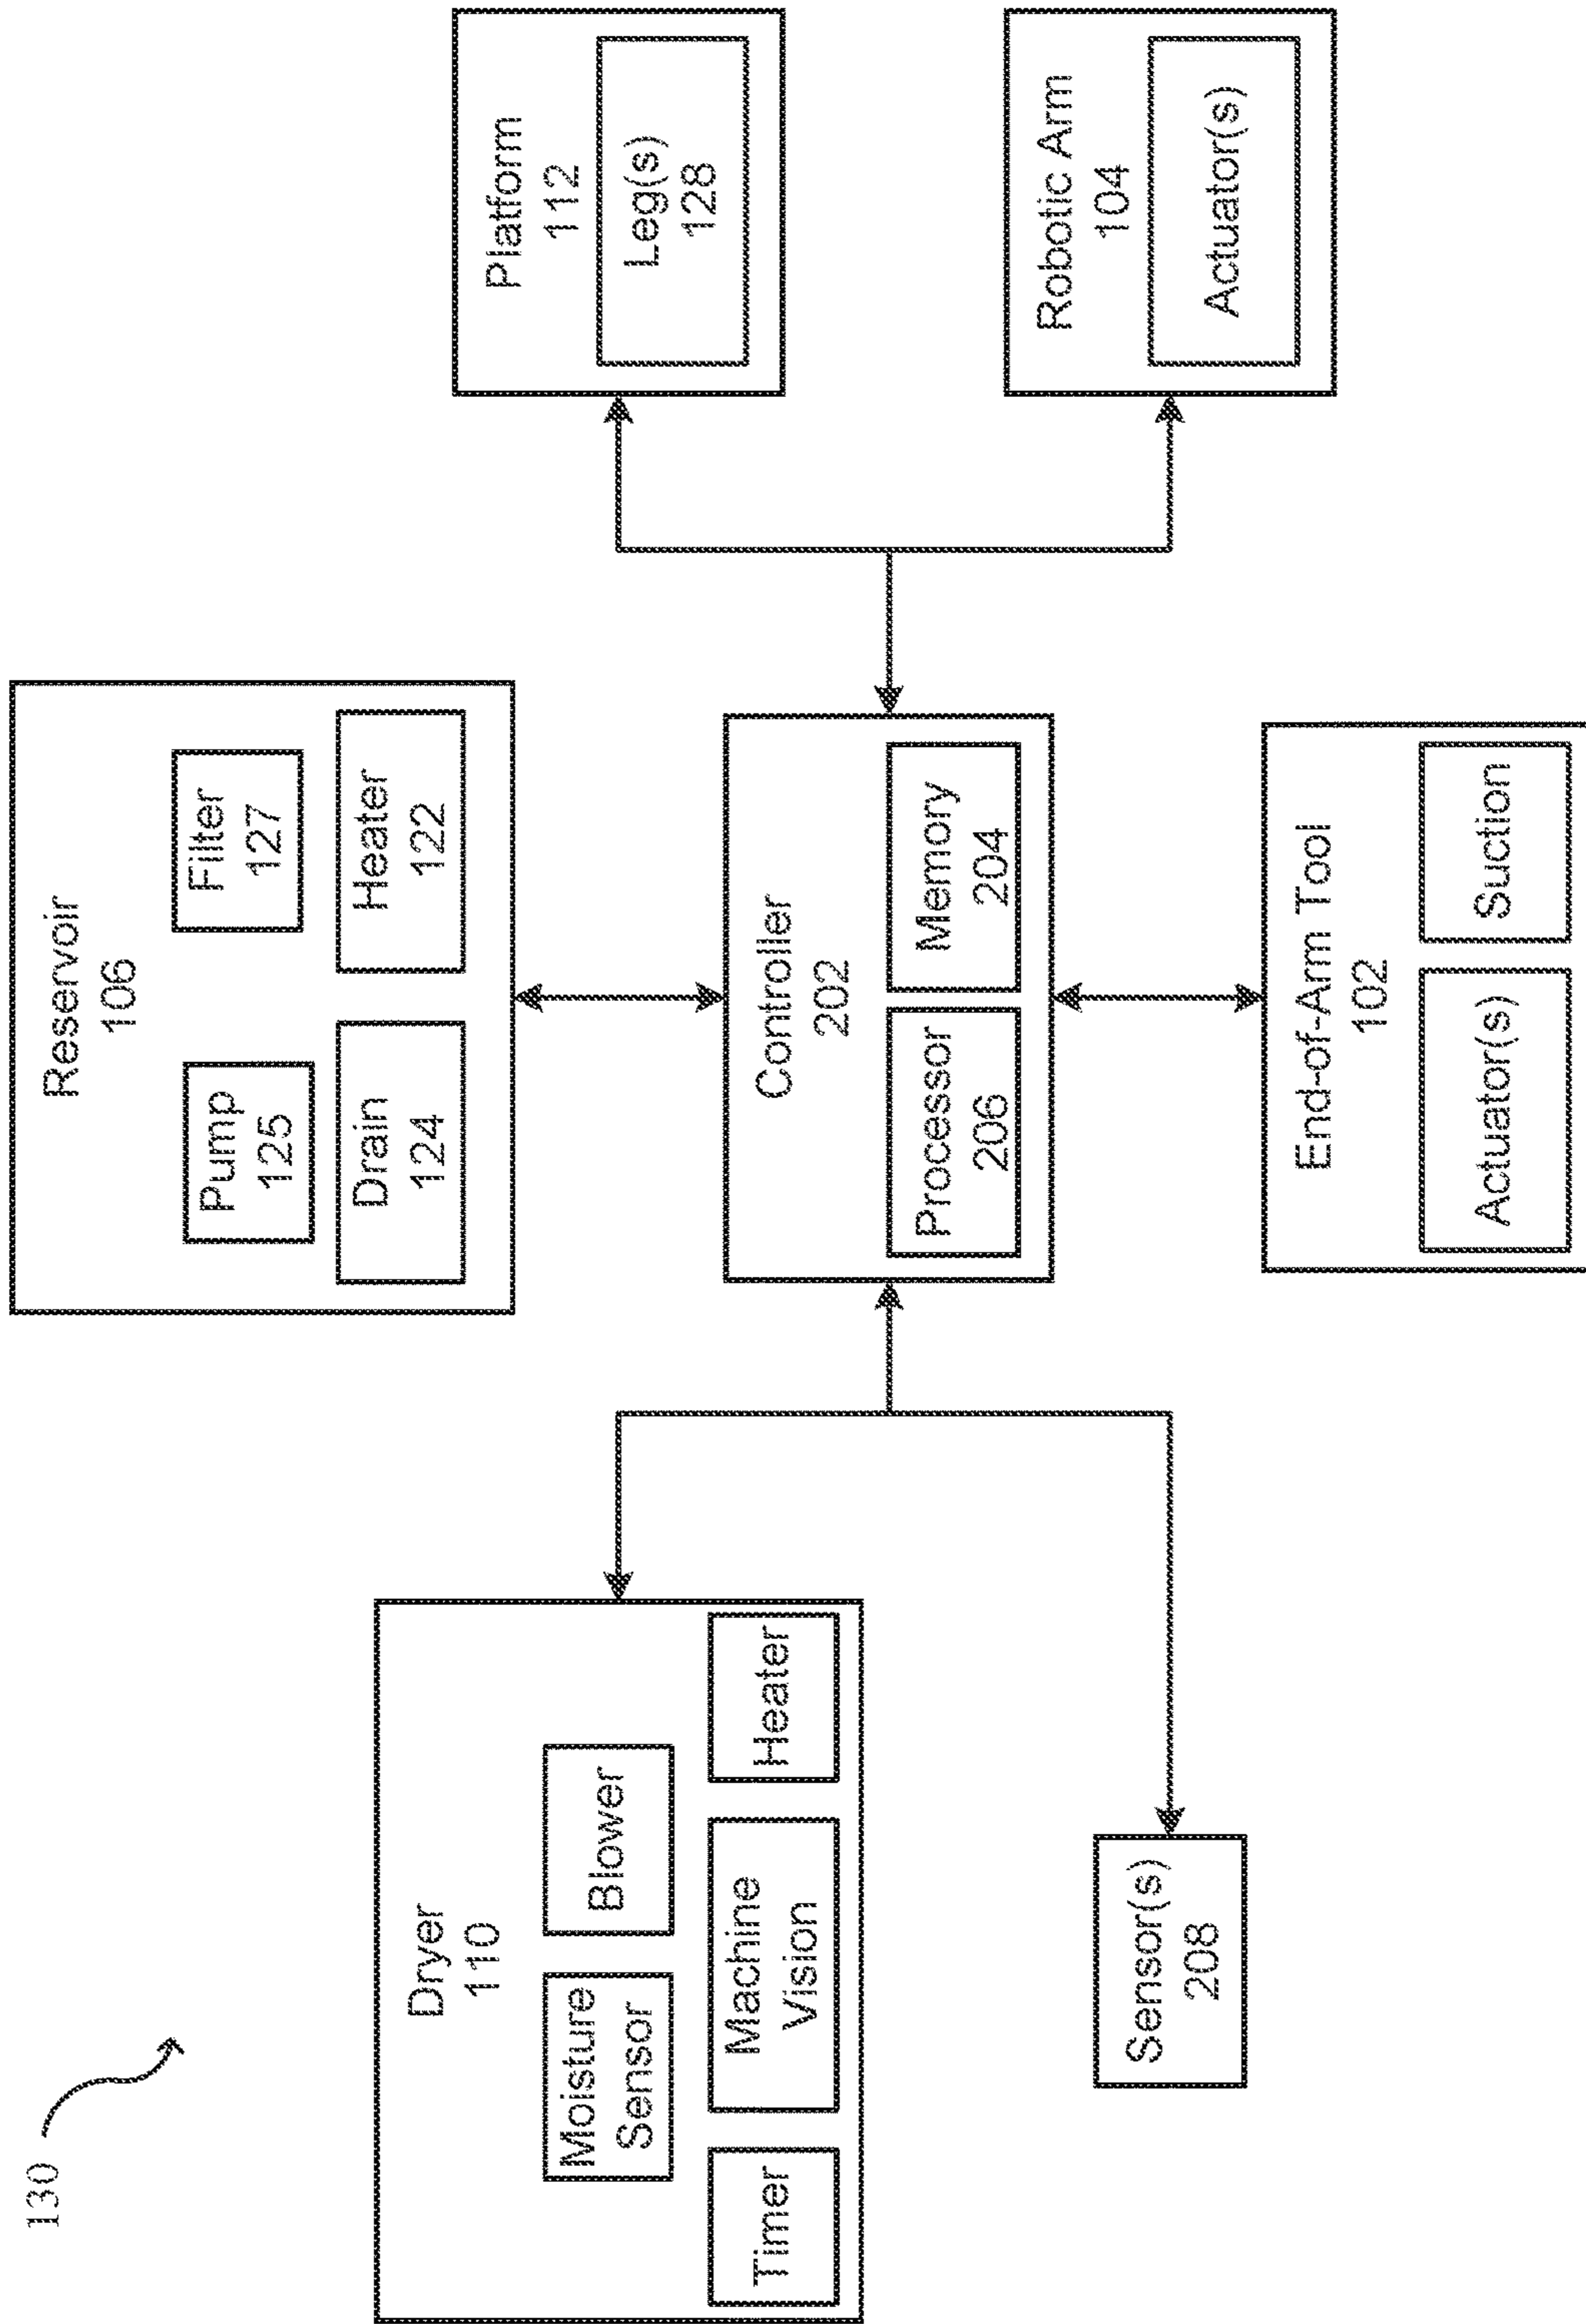 130
Reservoir
106
Pump
125
Filter
127
Drain
124
Heater
122
Dryer
110
Moisture
Sensor
Blower
Timer
Machine
Vision
Heater
Controller
202
Processor
206
Memory
204
Platform
112
Leg(s)
128
Sensor(s)
208
End-of-Arm Tool
102
Actuator(s)
Suction
Robotic Arm
104
Actuator(s)